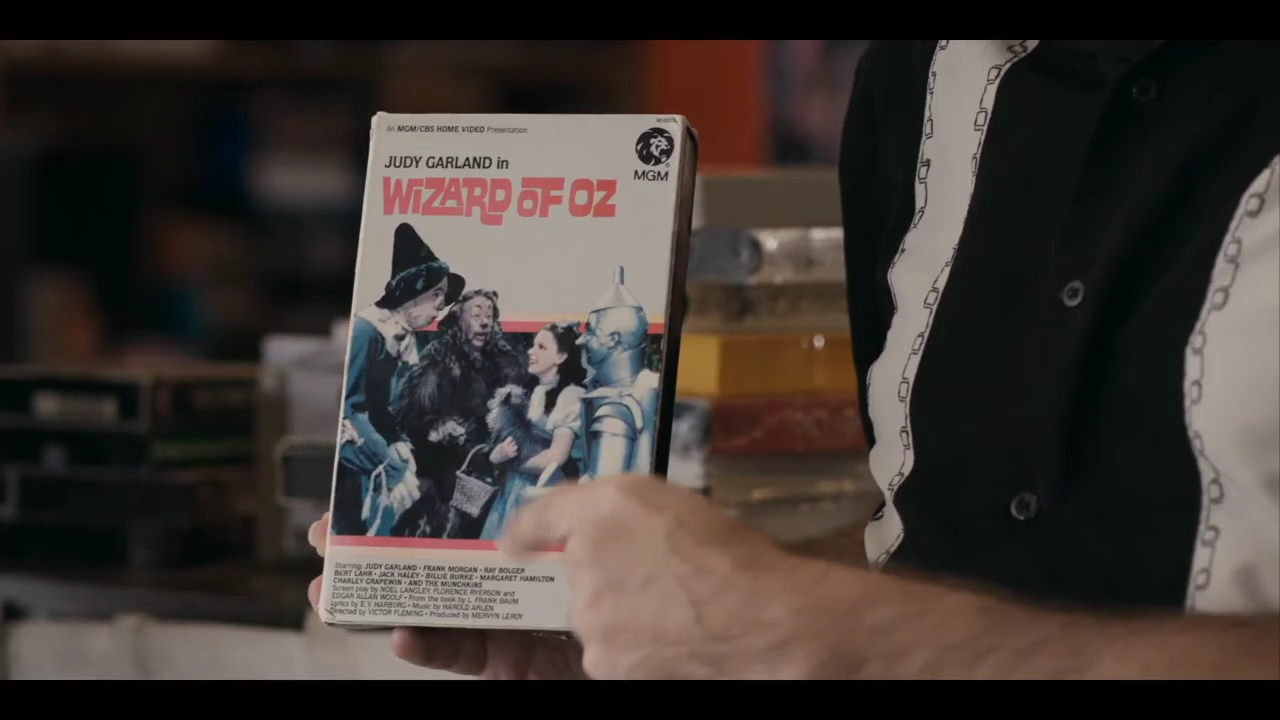 An MGM/CBS HOME VIDEO Presentation
JUDY GARLAND in
WIZARD OF OZ
MGM
Starring: JUDY GARLAND • FRANK MORGAN • RAY BOLGER
BERT LAHR • JACK HALEY • BILLIE BURKE • MARGARET HAMILTON
CHARLEY GRAPEWIN • AND THE MUNCHKINS
Screen play by NOEL LANGLEY, FLORENCE RYERSON and
EDGAR ALLAN WOOLF • From the book by L. FRANK BAUM
Lyrics by E.Y. HARBURG • Music by HAROLD ARLEN
Directed by VICTOR FLEMING • Produced by MERVYN LEROY